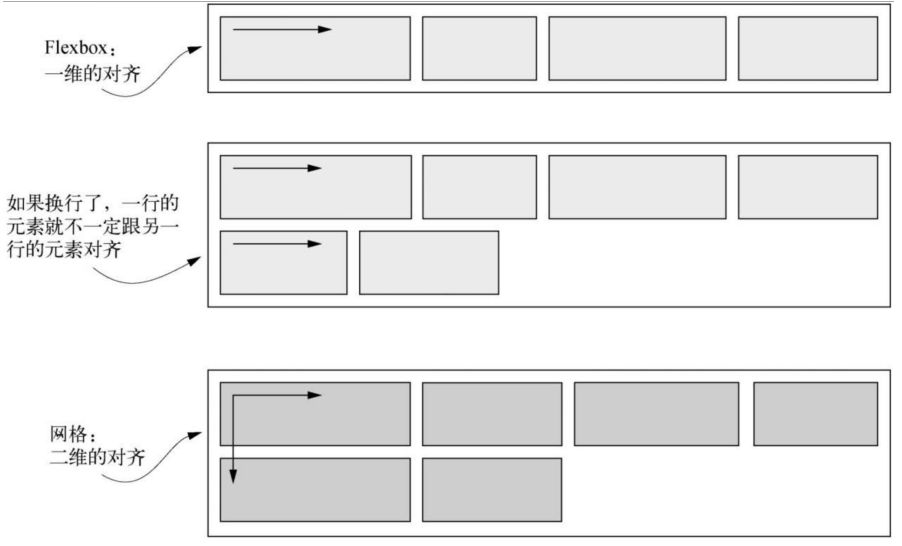 Flexbox：
一维的对齐
如果换行了，一行的
元素就不一定跟另一
行的元素对齐
网格：
二维的对齐